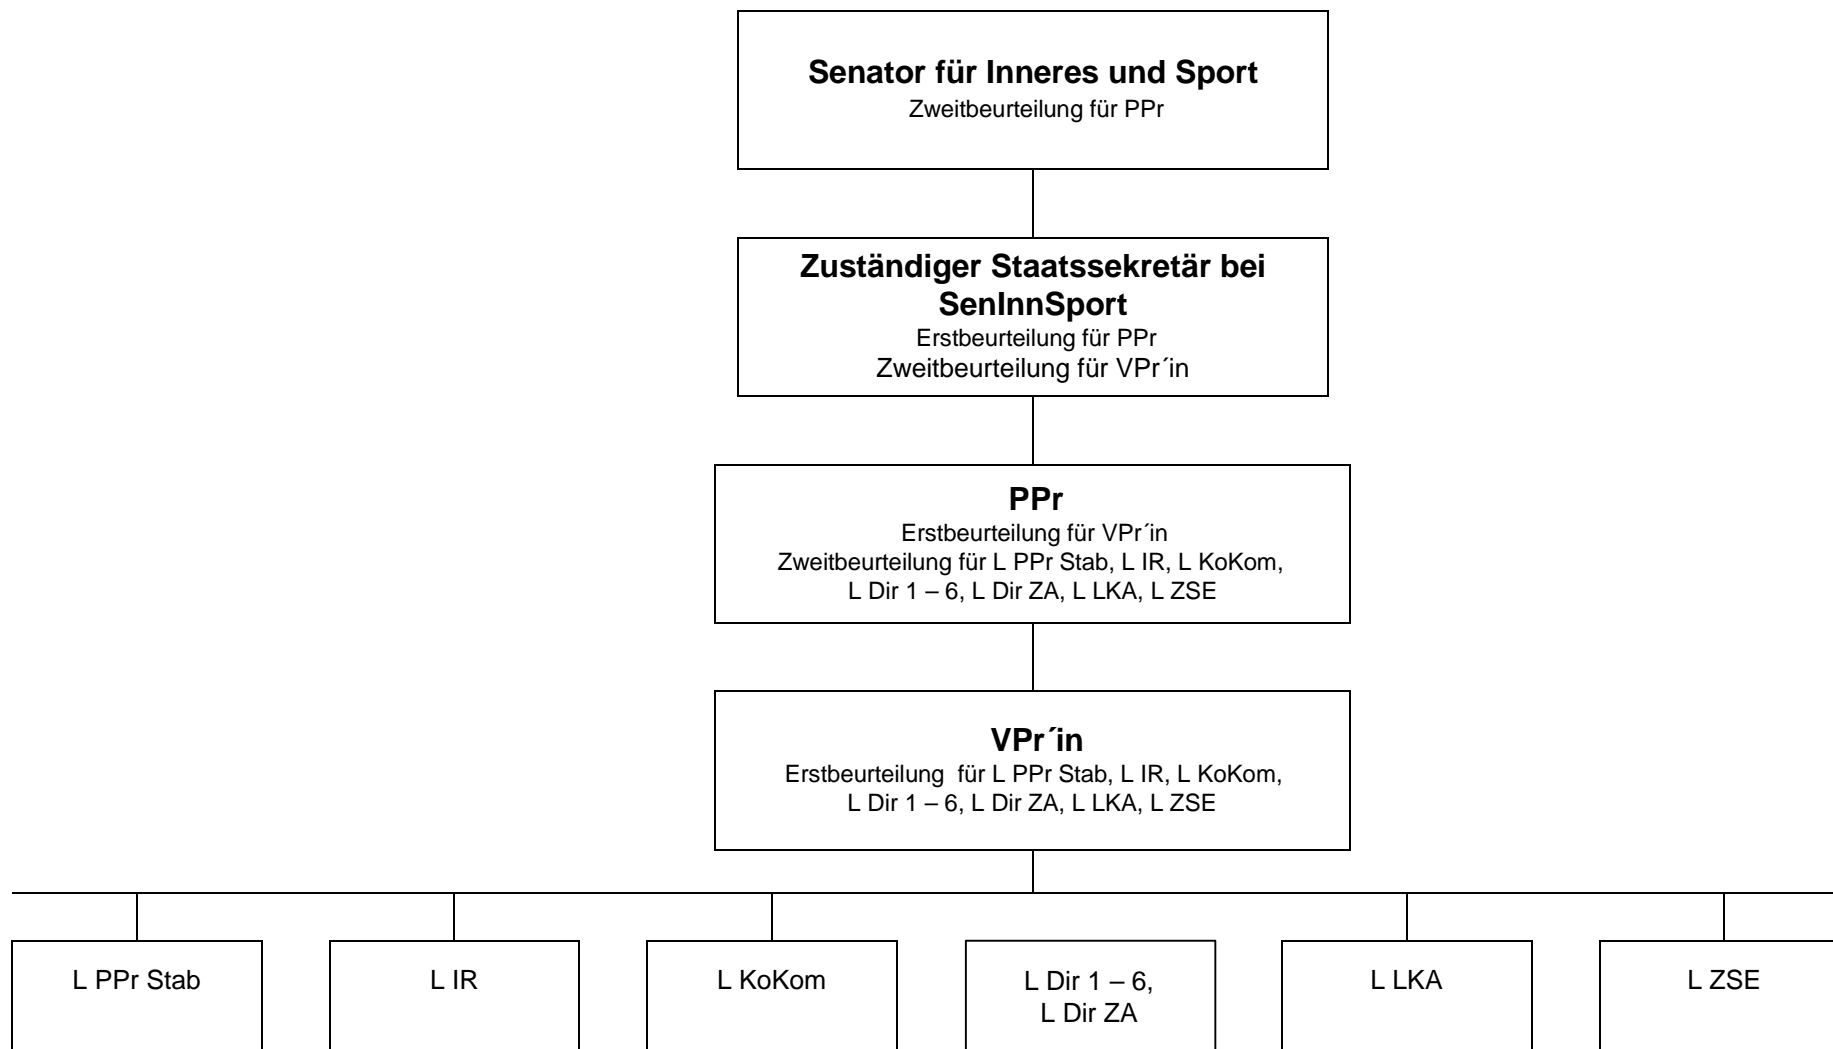 Senator für Inneres und Sport
Zweitbeurteilung für PPr
Zuständiger Staatssekretär bei
SenInnSport
Erstbeurteilung für PPr
Zweitbeurteilung für VPr´in
PPr
Erstbeurteilung für VPr´in
Zweitbeurteilung für L PPr Stab, L IR, L KoKom,
L Dir 1 – 6, L Dir ZA, L LKA, L ZSE
VPr´in
Erstbeurteilung für L PPr Stab, L IR, L KoKom,
L Dir 1 – 6, L Dir ZA, L LKA, L ZSE
L PPr Stab
L IR
L KoKom
L Dir 1 – 6,
L Dir ZA
L LKA
L ZSE